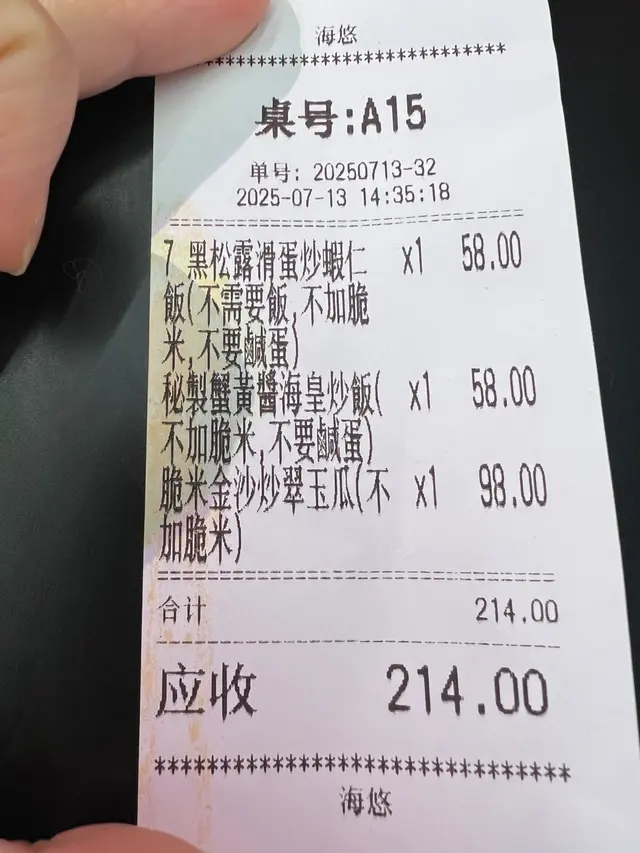 海悠
******************************
桌号:A15
单号: 20250713-32
2025-07-13 14:35:18
7 黑松露滑蛋炒蝦仁 x1 58.00
飯(不需要飯,不加脆
米,不要鹹蛋)
秘製蟹黃醬海皇炒飯( x1 58.00
不加脆米,不要鹹蛋)
脆米金沙炒翠玉瓜(不 x1 98.00
加脆米)
合计 214.00
应收 214.00
******************************
海悠